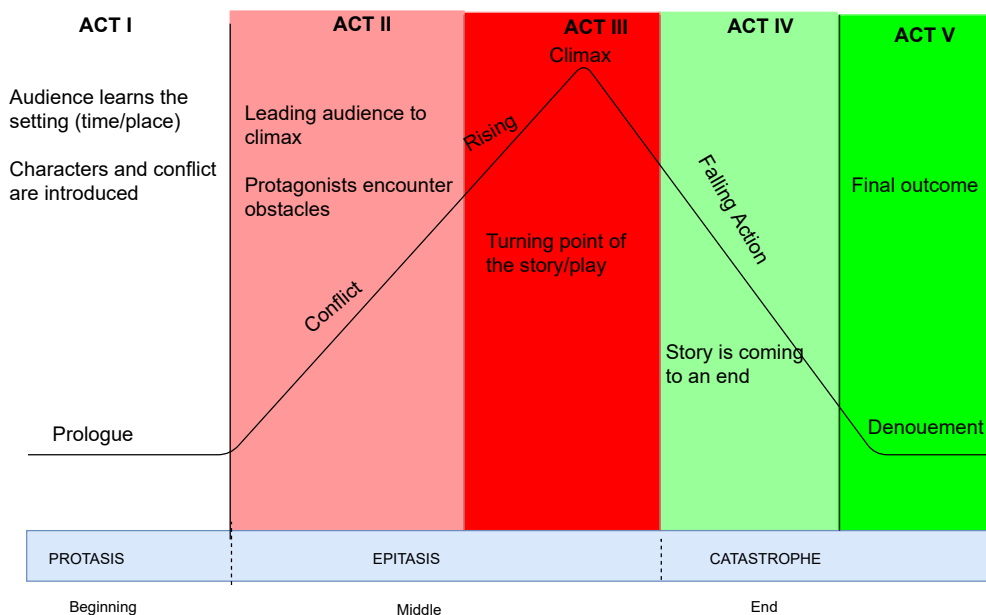 ACT I
ACT II
ACT III
ACT IV
ACT V
Climax
Audience learns the
setting (time/place)
Characters and conflict
are introduced
Leading audience to
climax
Protagonists encounter
obstacles
Rising
Conflict
Turning point of
the story/play
Falling Action
Story is coming
to an end
Final outcome
Prologue
Denouement
PROTASIS
EPITASIS
CATASTROPHE
Beginning
Middle
End